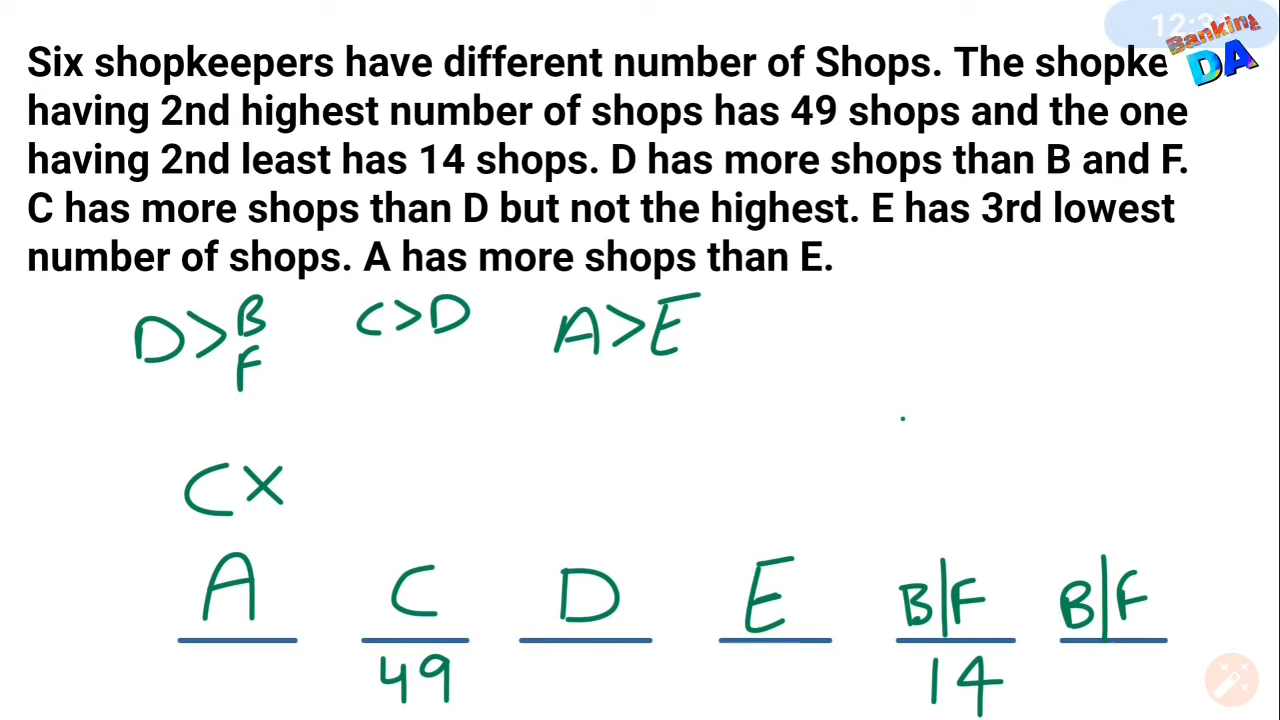 Banking
DA
Six shopkeepers have different number of Shops. The shopke
having 2nd highest number of shops has 49 shops and the one
having 2nd least has 14 shops. D has more shops than B and F.
C has more shops than D but not the highest. E has 3rd lowest
number of shops. A has more shops than E.
D > B
F
C > D
A > E
C ×
A C D E B|F B|F
49 14